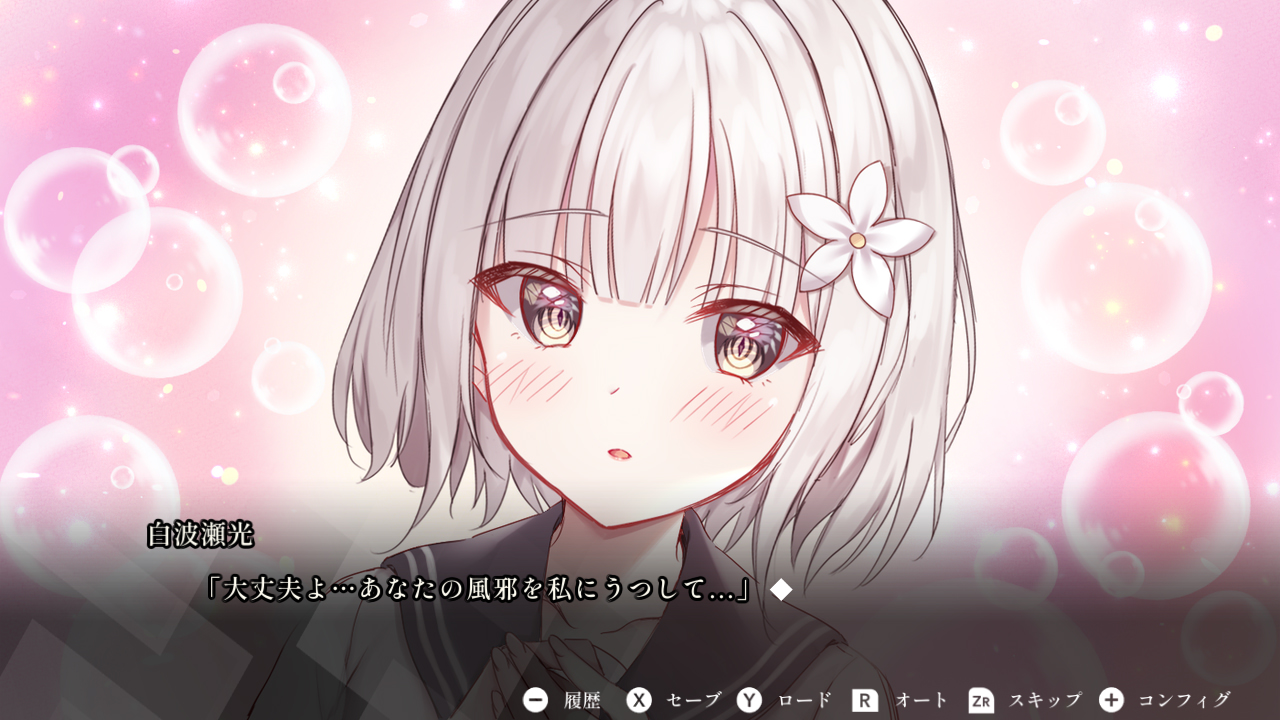 白波瀬光
「大丈夫よ…あなたの風邪を私にうつして…」
- 履歴 X セーブ Y ロード R オート ZR スキップ + コンフィグ